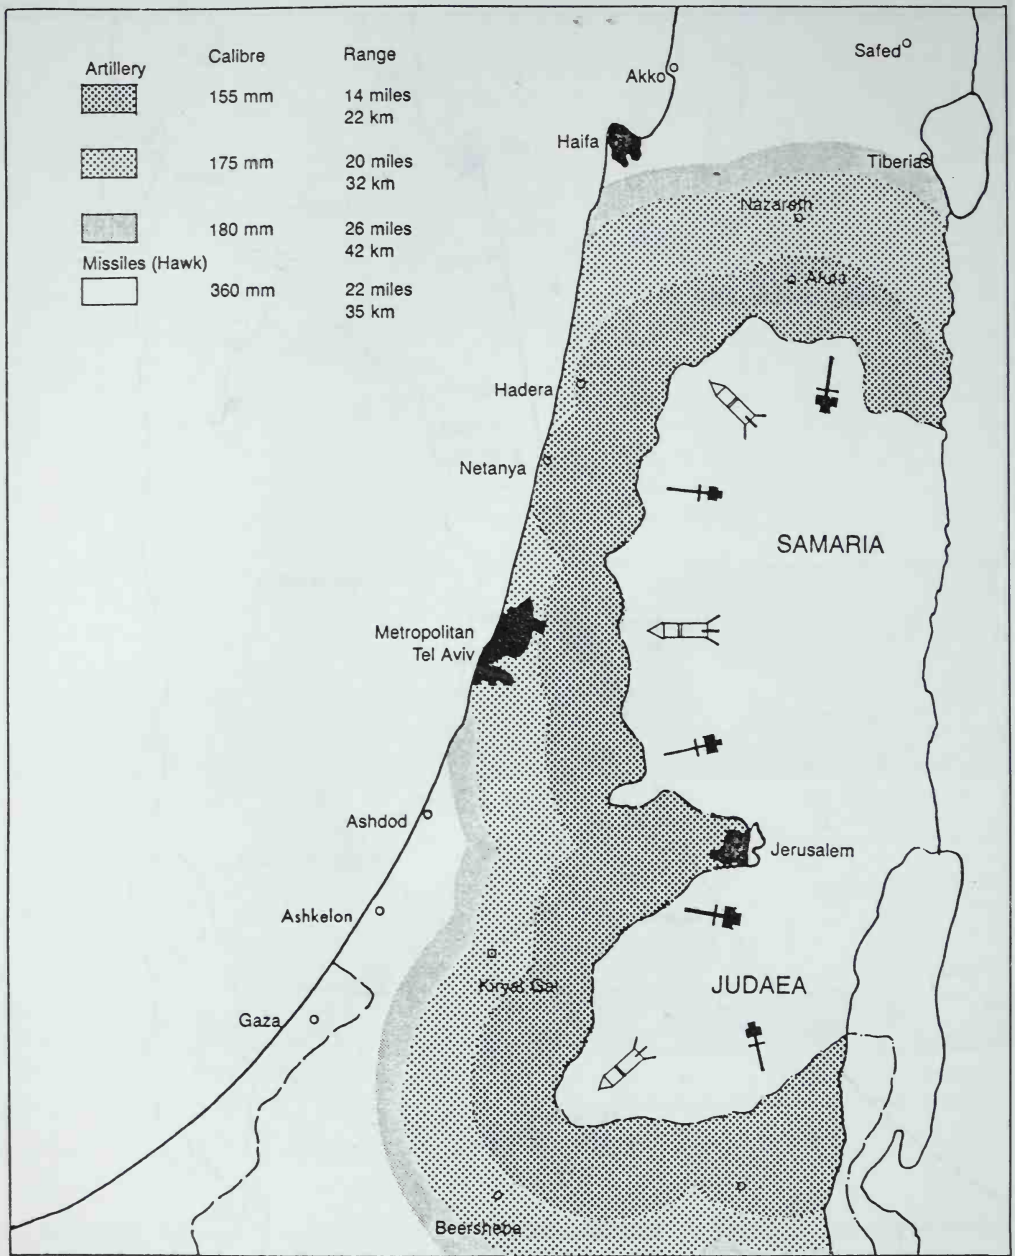 Artillery Calibre Range
155 mm 14 miles
22 km
175 mm 20 miles
32 km
180 mm 26 miles
42 km
Missiles (Hawk)
360 mm 22 miles
35 km
Safed
Akko
Haifa
Tiberias
Nazareth
Hadera
Netanya
SAMARIA
Metropolitan
Tel Aviv
Ashdod
Jerusalem
Ashkelon
JUDAEA
Gaza
Beersheba